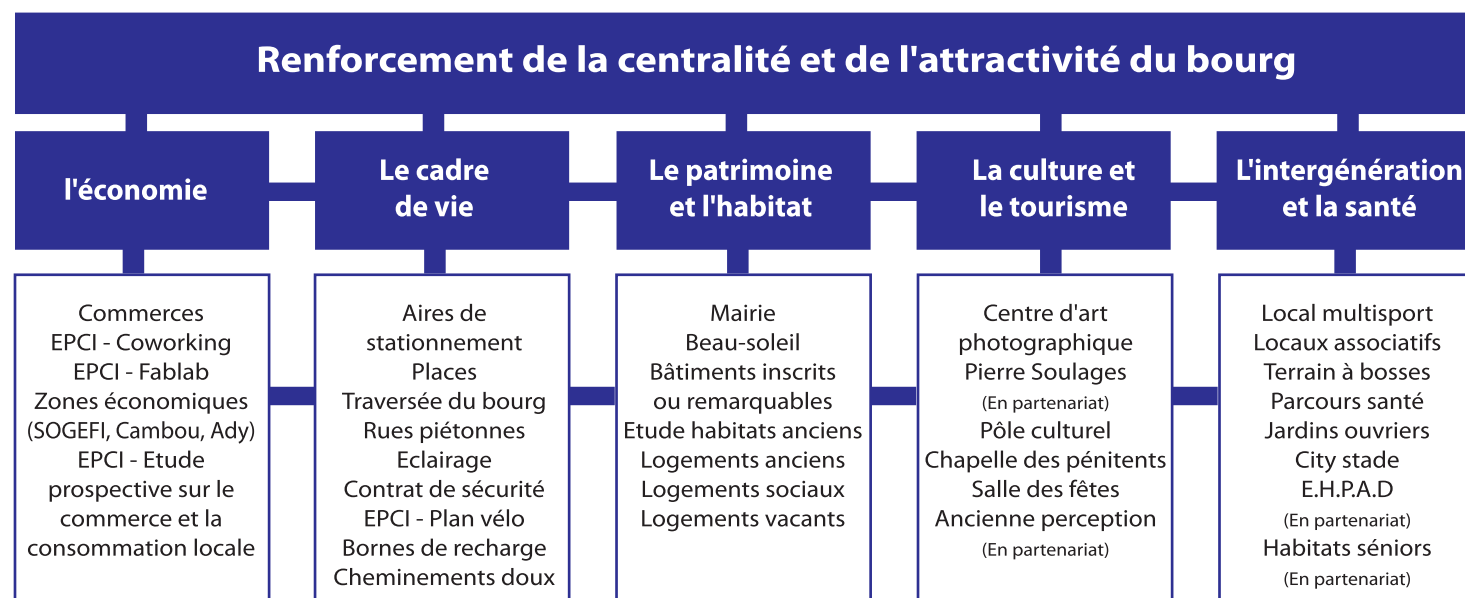 Renforcement de la centralité et de l'attractivité du bourg
l'économie
Commerces
EPCI - Coworking
EPCI - Fablab
Zones économiques
(SOGEFI, Cambou, Ady)
EPCI - Etude
prospective sur le
commerce et la
consommation locale
Le cadre
de vie
Aires de
stationnement
Places
Traversée du bourg
Rues piétonnes
Eclairage
Contrat de sécurité
EPCI - Plan vélo
Bornes de recharge
Cheminements doux
Le patrimoine
et l'habitat
Mairie
Beau-soleil
Bâtiments inscrits
ou remarquables
Etude habitats anciens
Logements anciens
Logements sociaux
Logements vacants
La culture et
le tourisme
Centre d'art
photographique
Pierre Soulages
(En partenariat)
Pôle culturel
Chapelle des pénitents
Salle des fêtes
Ancienne perception
(En partenariat)
L'intergénération
et la santé
Local multisport
Locaux associatifs
Terrain à bosses
Parcours santé
Jardins ouvriers
City stade
E.H.P.A.D
(En partenariat)
Habitats séniors
(En partenariat)